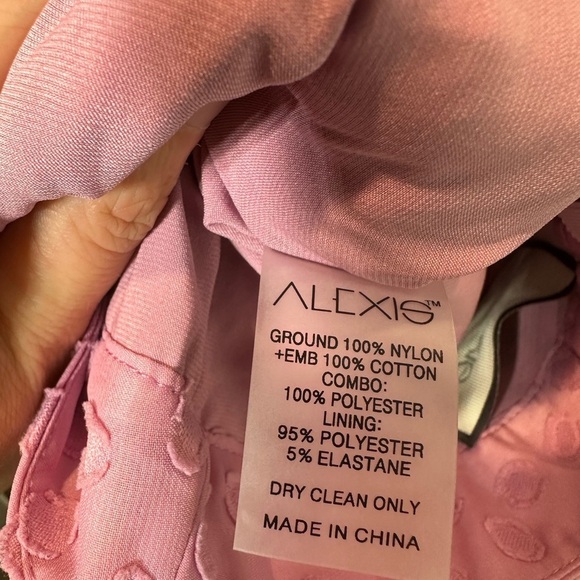 ALEXIS™
GROUND 100% NYLON
+EMB 100% COTTON
COMBO:
100% POLYESTER
LINING:
95% POLYESTER
5% ELASTANE
DRY CLEAN ONLY
MADE IN CHINA